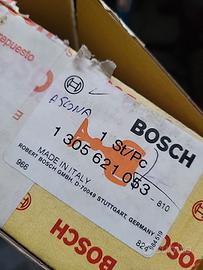 repuesto
ASCONA
BOSCH
1 St/Pc
1 305 621 053
810
MADE IN ITALY
ROBERT BOSCH GMBH, D-70049 STUTTGART GERMANY
966
824
BOSCH